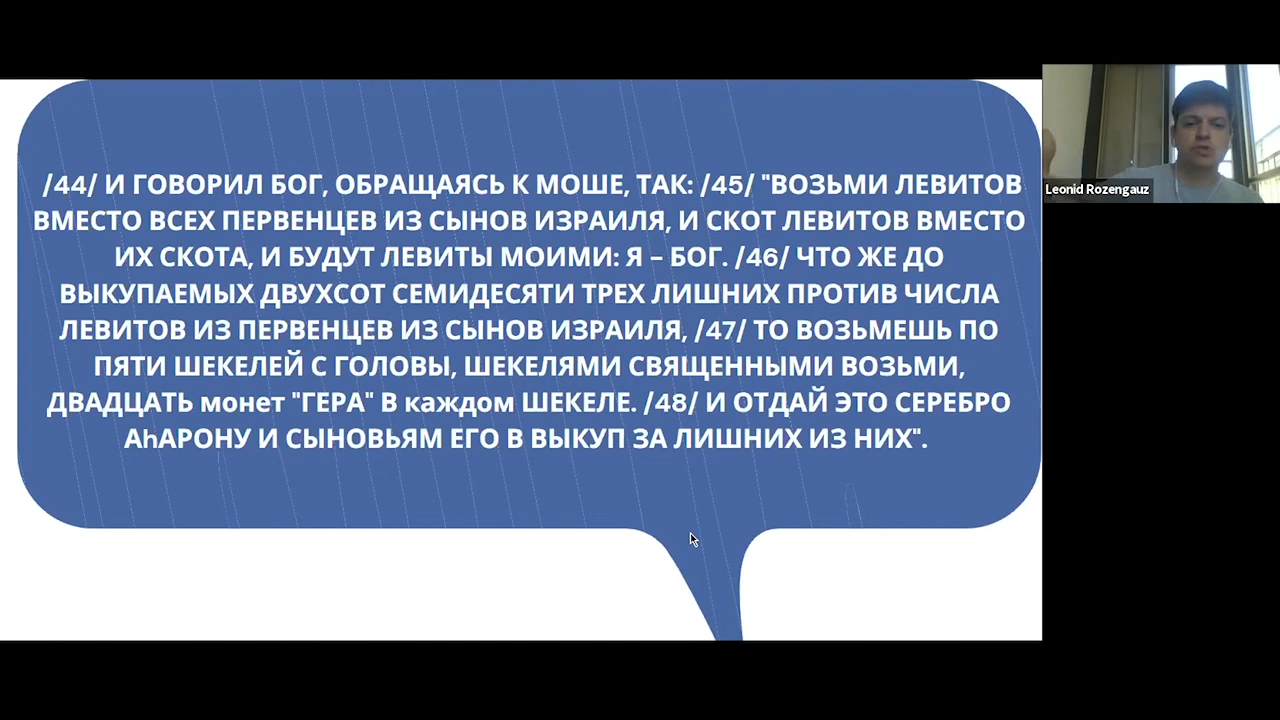 /44/ И ГОВОРИЛ БОГ, ОБРАЩАЯСЬ К МОШЕ, ТАК: /45/ "ВОЗЬМИ ЛЕВИТОВ
ВМЕСТО ВСЕХ ПЕРВЕНЦЕВ ИЗ СЫНОВ ИЗРАИЛЯ, И СКОТ ЛЕВИТОВ ВМЕСТО
ИХ СКОТА, И БУДУТ ЛЕВИТЫ МОИМИ: Я – БОГ. /46/ ЧТО ЖЕ ДО
ВЫКУПАЕМЫХ ДВУХСОТ СЕМИДЕСЯТИ ТРЕХ ЛИШНИХ ПРОТИВ ЧИСЛА
ЛЕВИТОВ ИЗ ПЕРВЕНЦЕВ ИЗ СЫНОВ ИЗРАИЛЯ, /47/ ТО ВОЗЬМЕШЬ ПО
ПЯТИ ШЕКЕЛЕЙ С ГОЛОВЫ, ШЕКЕЛЯМИ СВЯЩЕННЫМИ ВОЗЬМИ,
ДВАДЦАТЬ монет "ГЕРА" В каждом ШЕКЕЛЕ. /48/ И ОТДАЙ ЭТО СЕРЕБРО
АhАРОНУ И СЫНОВЬЯМ ЕГО В ВЫКУП ЗА ЛИШНИХ ИЗ НИХ".
Leonid Rozengauz